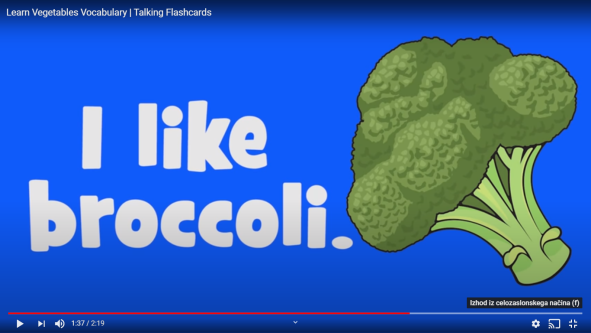 Learn Vegetables Vocabulary | Talking Flashcards
I like
broccoli.
Izhod iz celozaslonskega načina (f)
1:37 / 2:19